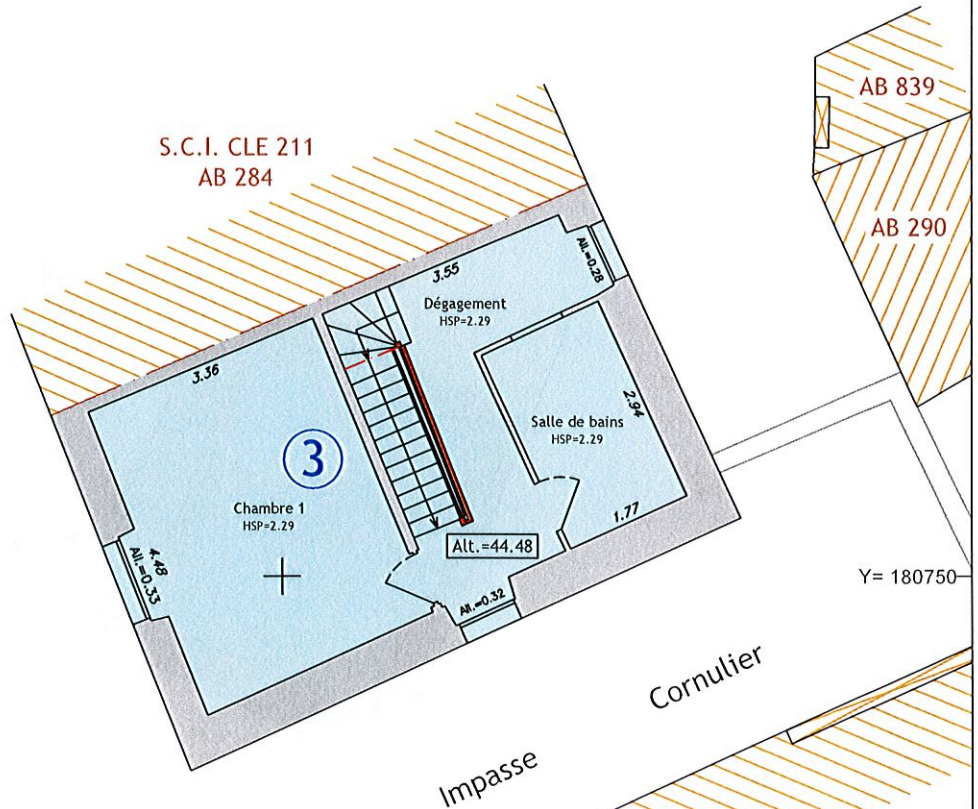 AB 839
S.C.I. CLE 211
AB 284
AB 290
All.=0.28
3.55
Dégagement
HSP=2.29
3.36
2.94
Salle de bains
HSP=2.29
3
Chambre 1
HSP=2.29
1.77
Alt.=44.48
4.48
All.=0.33
Y= 180750
All.=0.32
Impasse Cornulier